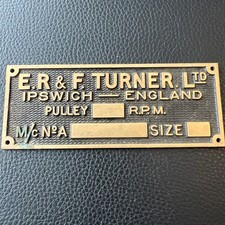 E.R & F. TURNER. LTD
IPSWICH — ENGLAND
PULLEY R.P.M.
M/C NO A SIZE